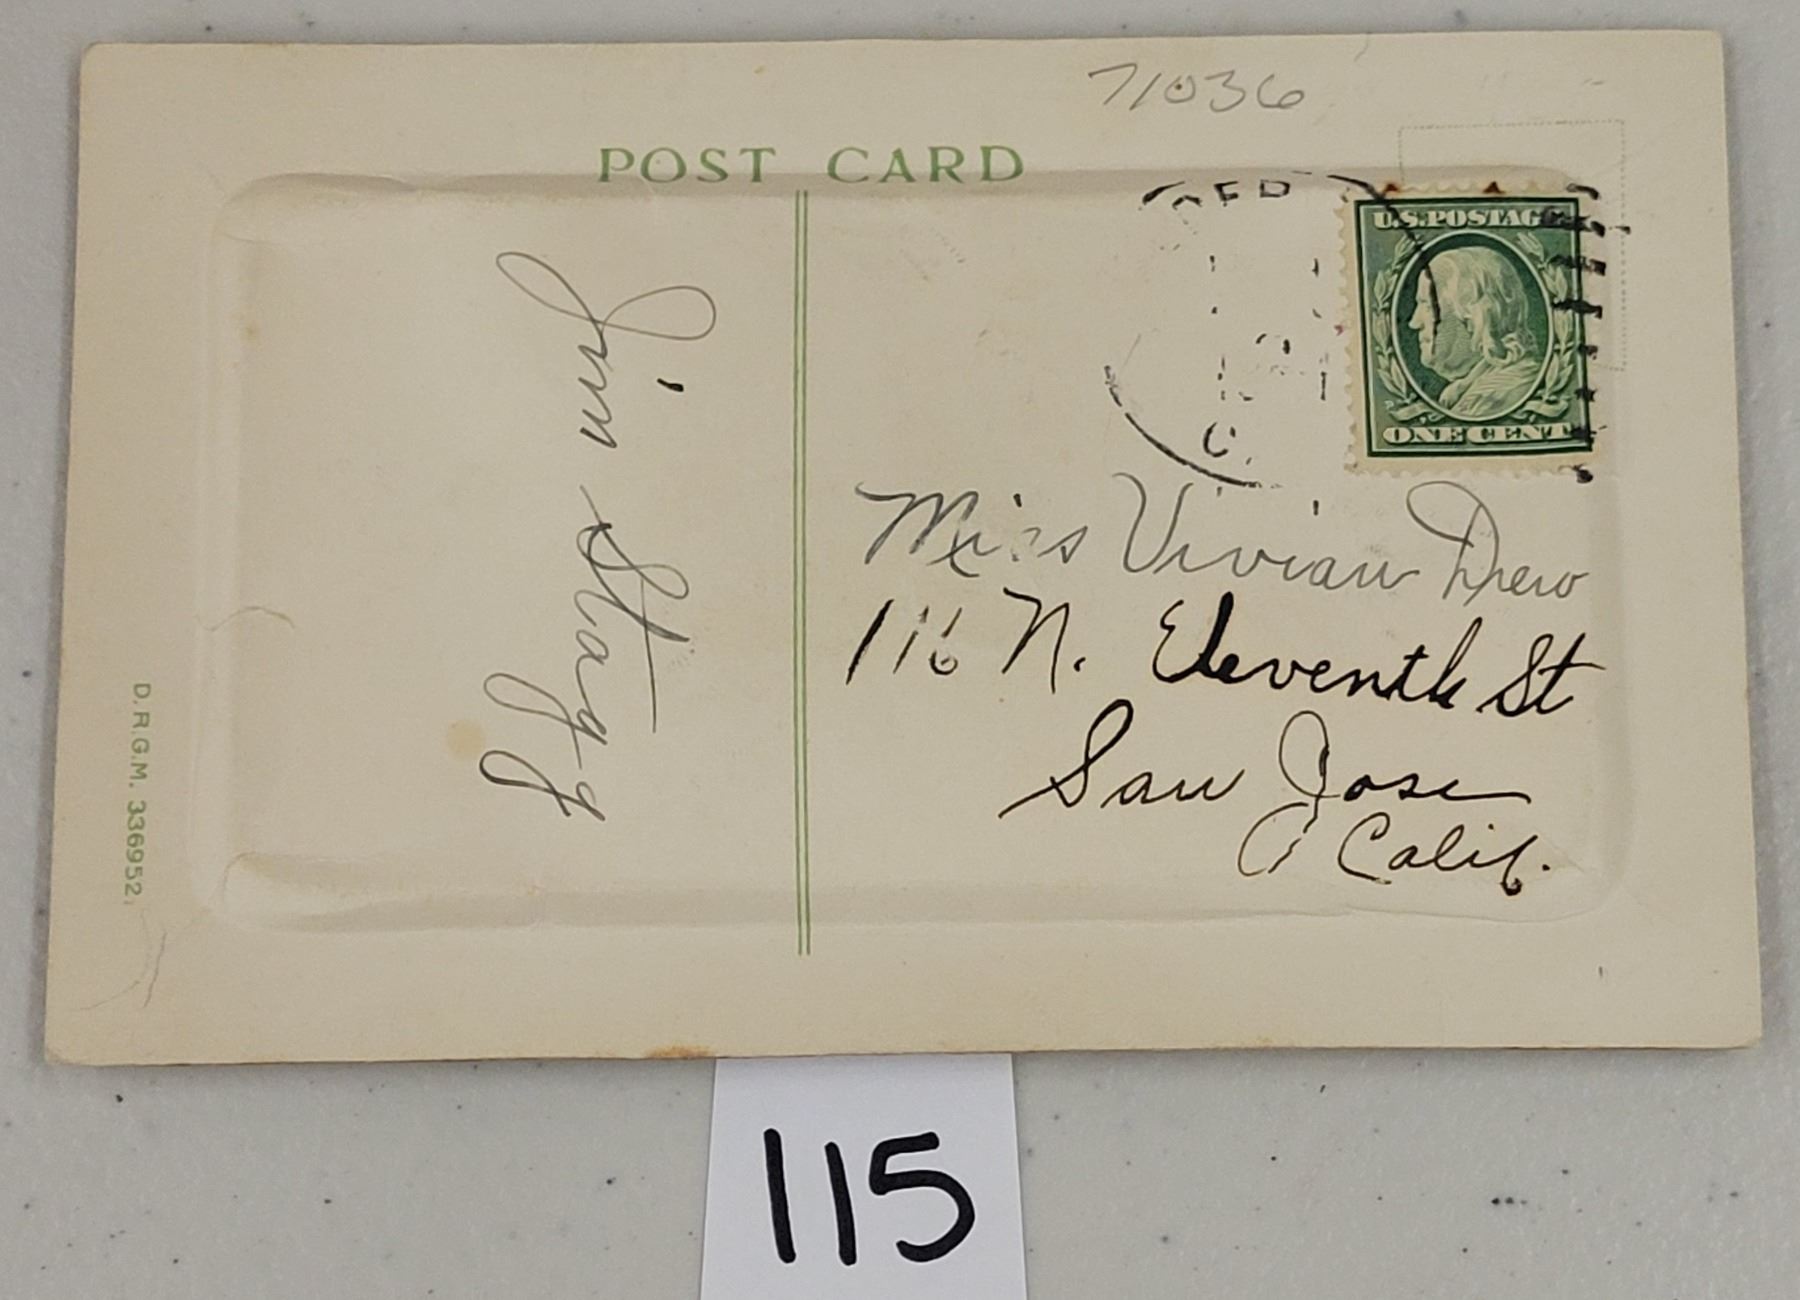 71036
POST CARD
U.S.POSTAGE
ONE CENT
Jim Stagg
Miss Vivian Drew
116 N. Eleventh St
San Jose
Calif.
D.R.G.M. 336952,
115